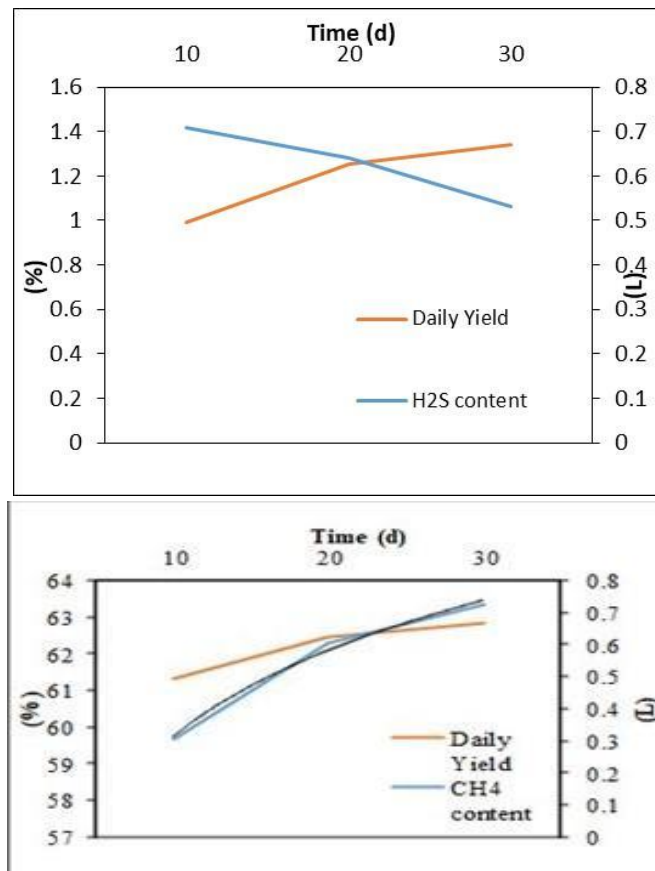 Time (d)
10 20 30
1.6 0.8
1.4 0.7
1.2 0.6
1 0.5
0.8 0.4
0.6 0.3
0.4 0.2
0.2 0.1
0 0
(%)
(L)
Daily Yield
H2S content
Time (d)
10 20 30
64 0.8
63 0.7
62 0.6
61 0.5
60 0.4
59 0.3
58 0.2
57 0.1
0
(%)
(L)
Daily
Yield
CH4
content